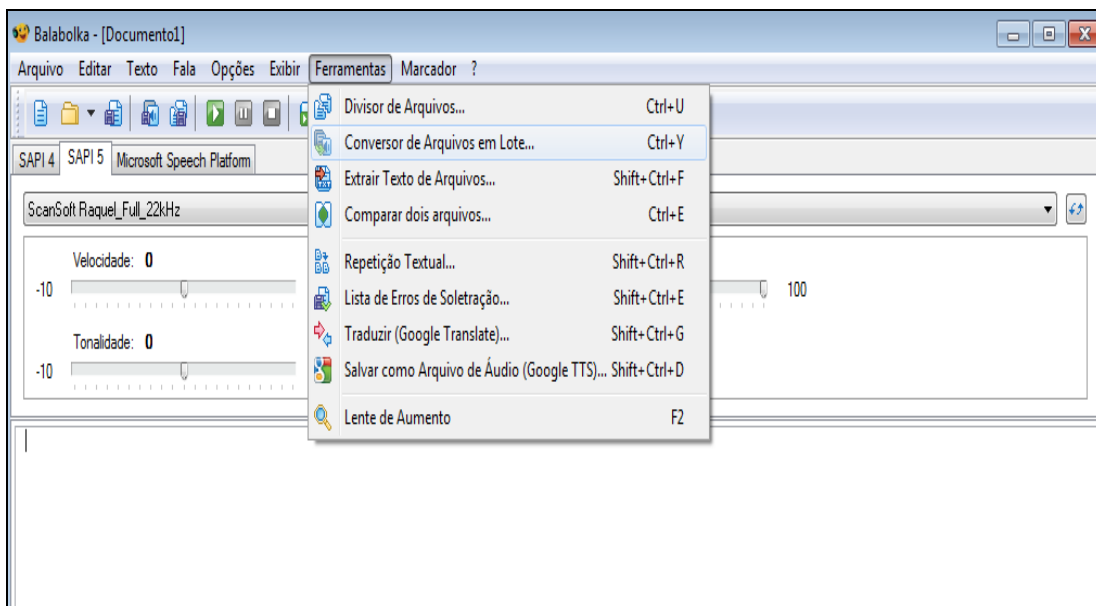 Balabolka - [Documento1]
Arquivo Editar Texto Fala Opções Exibir Ferramentas Marcador ?
Divisor de Arquivos... Ctrl+U
Conversor de Arquivos em Lote... Ctrl+Y
SAPI 4 SAPI 5 Microsoft Speech Platform
Extrair Texto de Arquivos... Shift+Ctrl+F
ScanSoft Raquel_Full_22kHz
Comparar dois arquivos... Ctrl+E
Velocidade: 0
Repetição Textual... Shift+Ctrl+R
-10
100
Lista de Erros de Soletração... Shift+Ctrl+E
Tonalidade: 0
Traduzir (Google Translate)... Shift+Ctrl+G
-10
Salvar como Arquivo de Áudio (Google TTS)... Shift+Ctrl+D
Lente de Aumento F2